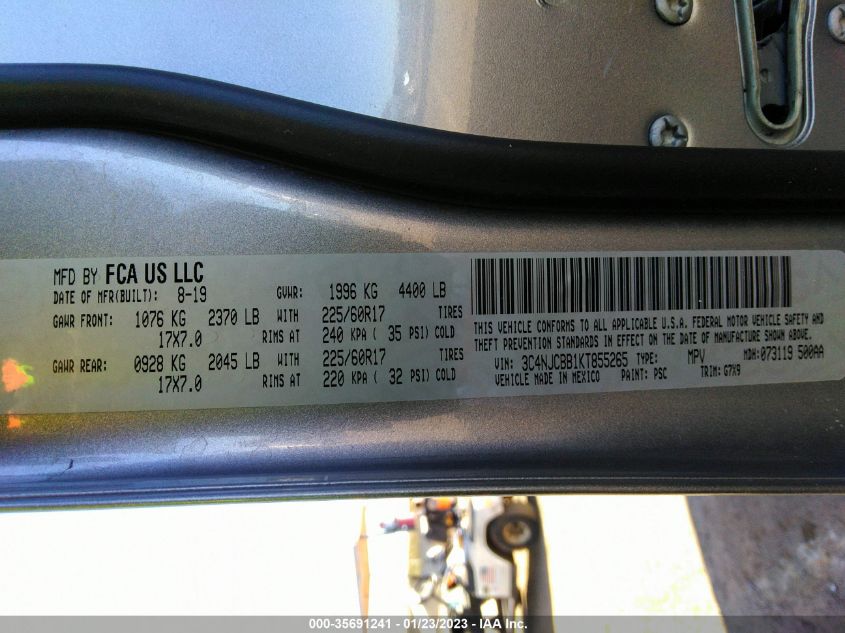 MFD BY FCA US LLC
DATE OF MFR(BUILT): 8-19 GVWR: 1996 KG 4400 LB
GAWR FRONT: 1076 KG 2370 LB WITH 225/60R17 TIRES
17X7.0 RIMS AT 240 KPA ( 35 PSI) COLD
GAWR REAR: 0928 KG 2045 LB WITH 225/60R17 TIRES
17X7.0 RIMS AT 220 KPA ( 32 PSI) COLD
THIS VEHICLE CONFORMS TO ALL APPLICABLE U.S.A. FEDERAL MOTOR VEHICLE SAFETY AND
THEFT PREVENTION STANDARDS IN EFFECT ON THE DATE OF MANUFACTURE SHOWN ABOVE.
VIN: 3C4NJCBB1KT855265 TYPE: MPV MDH: 073119 500AA
VEHICLE MADE IN MEXICO PAINT: PSC TRIM: G7X9
000-35691241 - 01/23/2023 - IAA Inc.